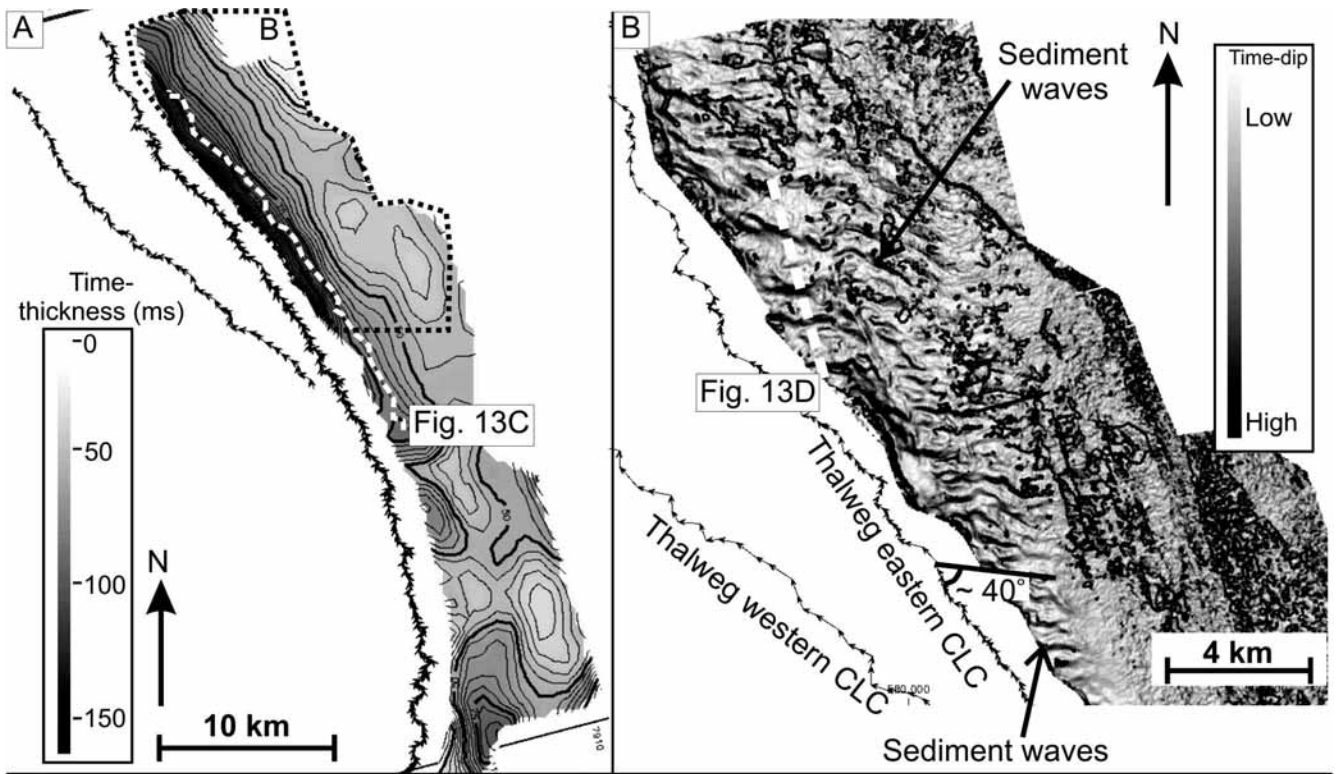 A
B
Time-
thickness (ms)
0
-50
-100
-150
N
10 km
Fig. 13C
50
7910
B
Sediment
waves
N
Time-dip
Low
High
Fig. 13D
Thalweg eastern CLC
Thalweg western CLC
~ 40°
4 km
Sediment waves